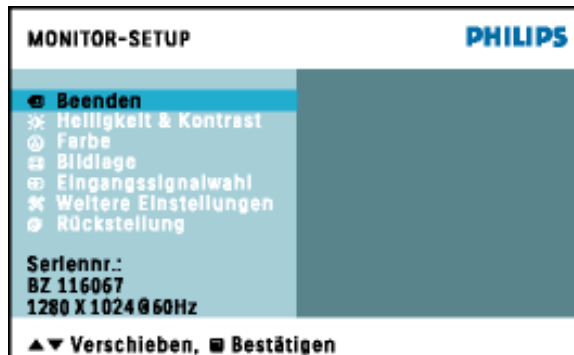 MONITOR-SETUP PHILIPS
Beenden
Helligkeit & Kontrast
Farbe
Bildlage
Eingangssignalwahl
Weitere Einstellungen
Rückstellung
Seriennr.:
BZ 116067
1280 X 1024@60Hz
▲▼ Verschieben, Bestätigen